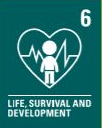 6
LIFE, SURVIVAL AND
DEVELOPMENT